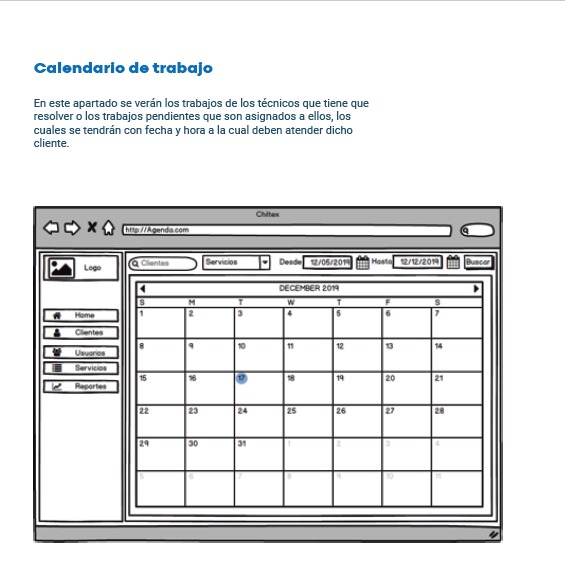 Calendario de trabajo
En este apartado se verán los trabajos de los técnicos que tiene que
resolver o los trabajos pendientes que son asignados a ellos, los
cuales se tendrán con fecha y hora a la cual deben atender dicho
cliente.
Chiltex
http://Agenda.com
Logo
Clientes
Servicios
Desde
12/05/2019
Hasta
12/12/2019
Buscar
Home
Clientes
Usuarios
Servicios
Reportes
DECEMBER 2019
S M T W T F S
1 2 3 4 5 6 7
8 9 10 11 12 13 14
15 16 17 18 19 20 21
22 23 24 25 26 27 28
29 30 31 1 2 3 4
5 6 7 8 9 10 11